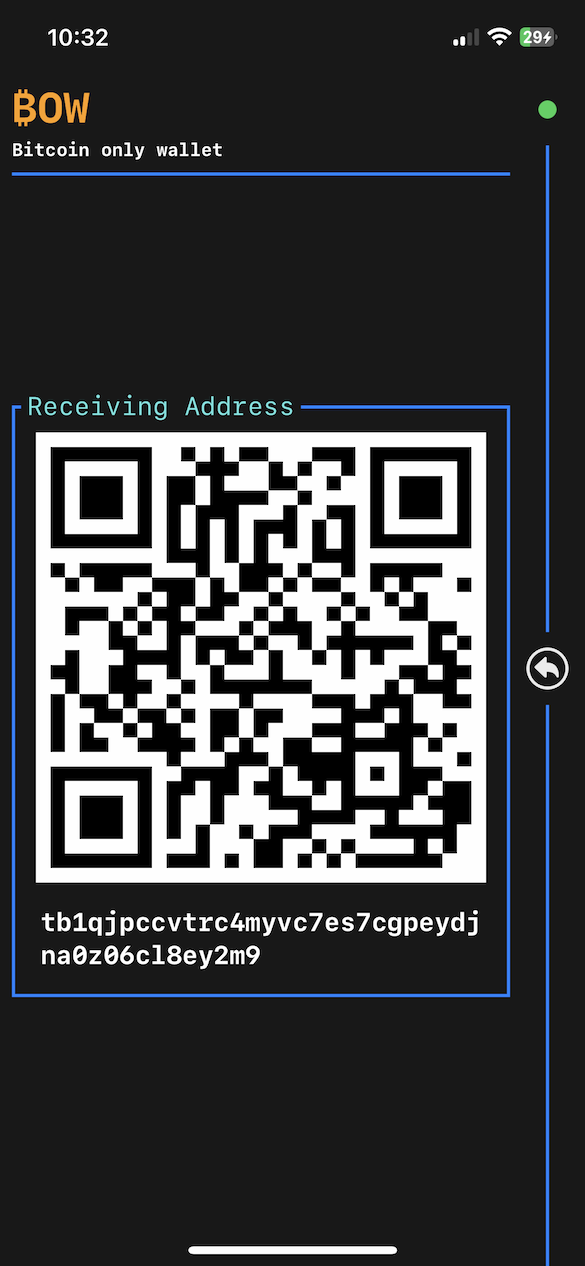 10:32
29
₿OW
Bitcoin only wallet
Receiving Address
tb1qjpccvtrc4myvc7es7cgpeydj
na0z06cl8ey2m9